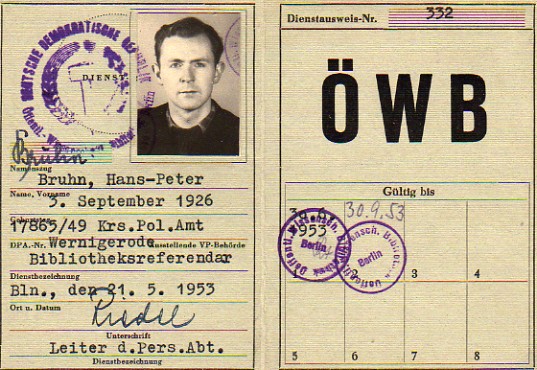 DEUTSCHE DEMOKRATISCHE REPUBLIK
DIENST
Berlin
Bruhn
Namenszug
Bruhn, Hans-Peter
Name, Vorname
3. September 1926
Geburtstag
17865/49 Krs.Pol.Amt
DPA.-Nr. Wernigerode Ausstellende VP-Behörde
Bibliotheksreferendar
Dienstbezeichnung
Bln., den 21. 5. 1953
Ort u. Datum
Unterschrift
Leiter d.Pers.Abt.
Dienstbezeichnung
Dienstausweis-Nr. 332
ÖWB
Gültig bis
1953
30.9.53
Berlin
Berlin
2
3
4
5
6
7
8